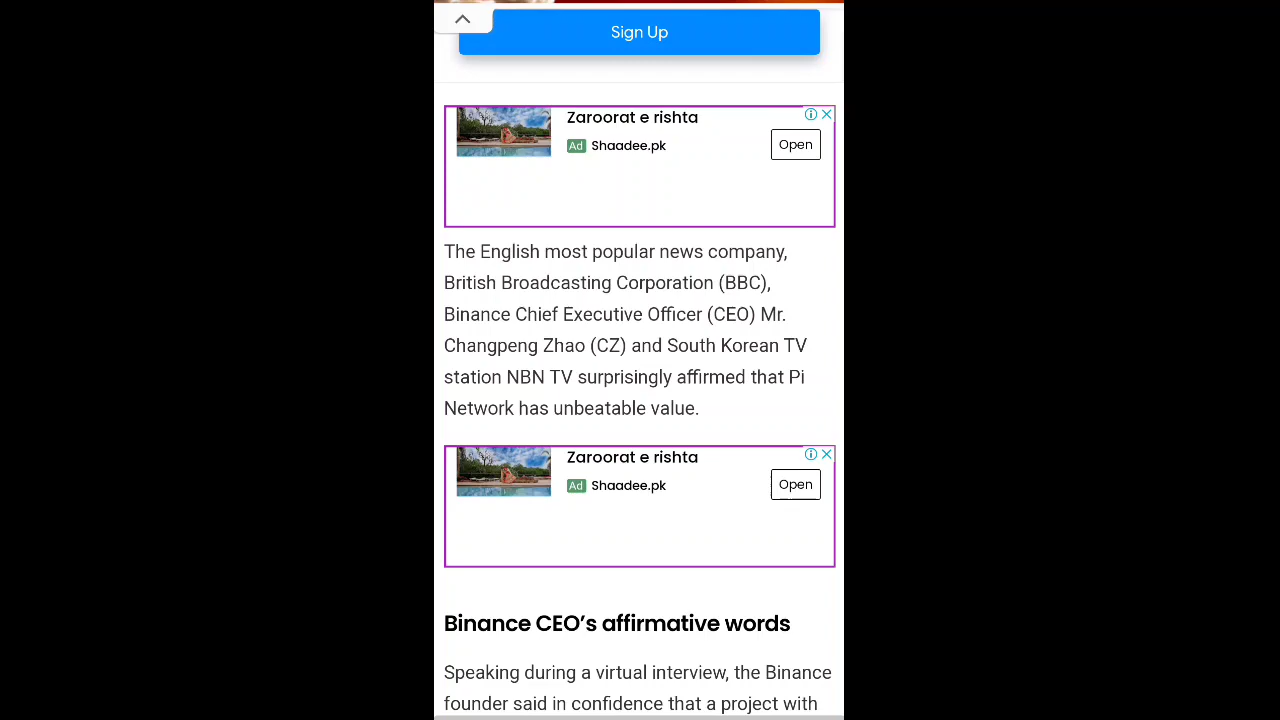 Sign Up
Zaroorat e rishta
Ad Shaadee.pk
Open
The English most popular news company,
British Broadcasting Corporation (BBC),
Binance Chief Executive Officer (CEO) Mr.
Changpeng Zhao (CZ) and South Korean TV
station NBN TV surprisingly affirmed that Pi
Network has unbeatable value.
Zaroorat e rishta
Ad Shaadee.pk
Open
Binance CEO’s affirmative words
Speaking during a virtual interview, the Binance
founder said in confidence that a project with